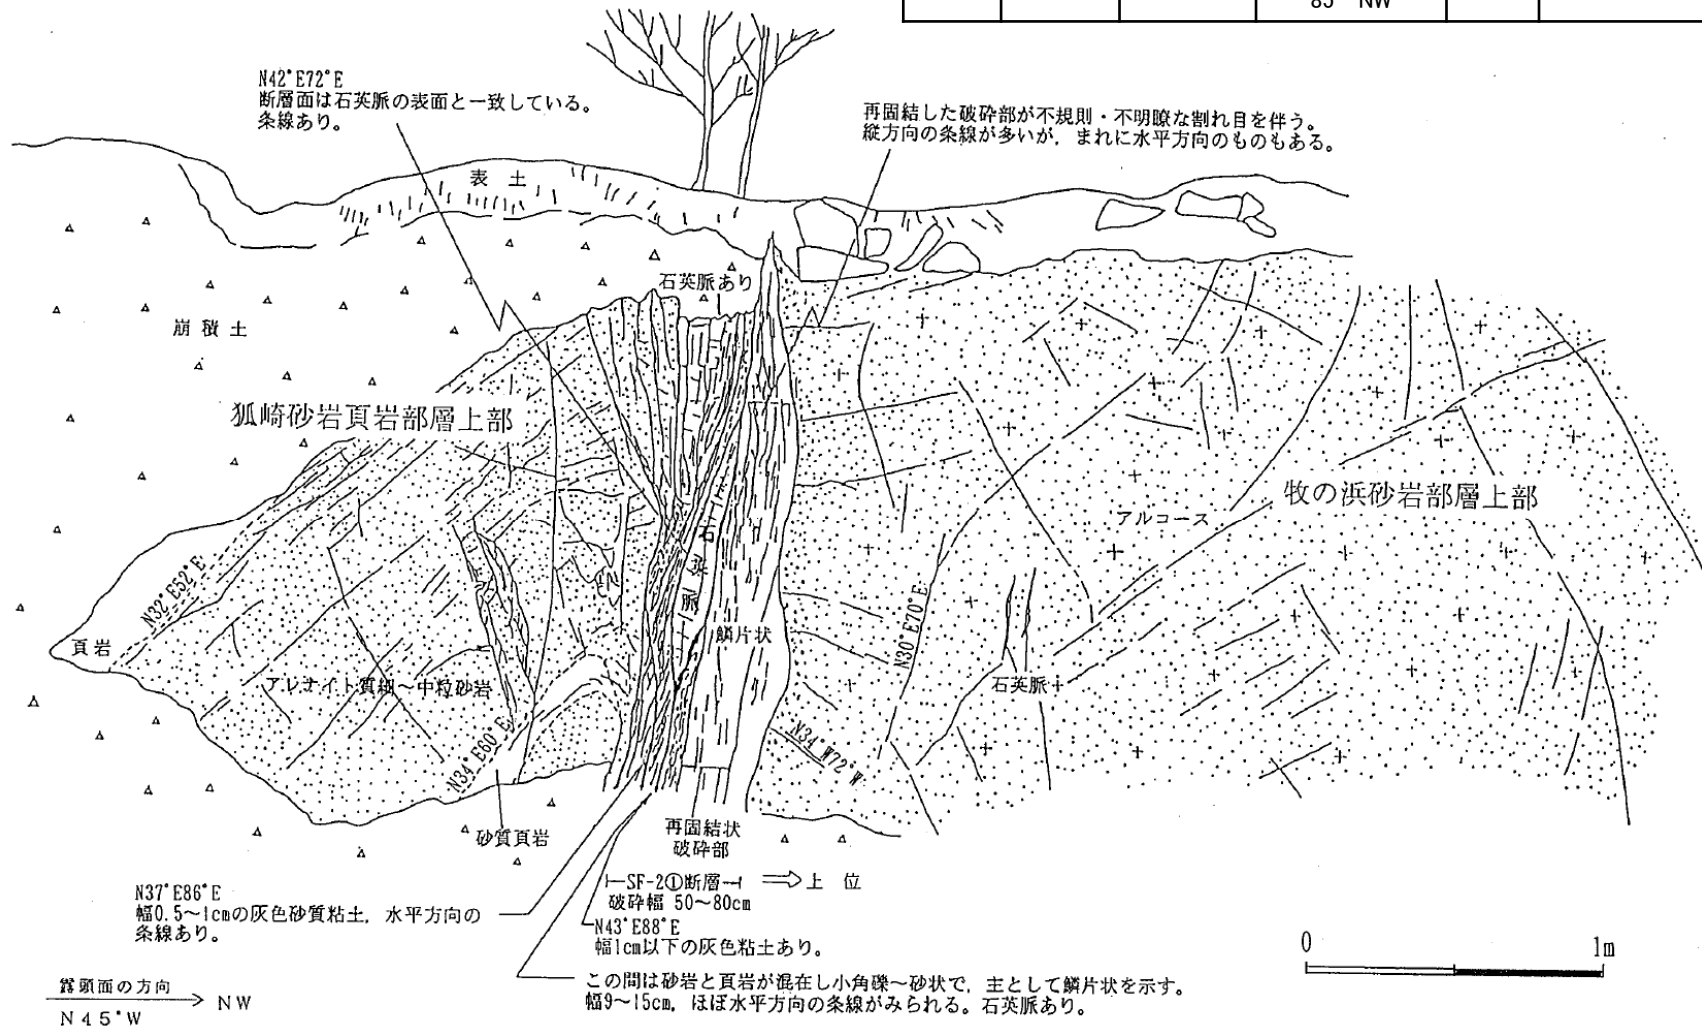 85° NW
N42°E72°E
断層面は石英脈の表面と一致している。
条線あり。
再固結した破砕部が不規則・不明瞭な割れ目を伴う。
縦方向の条線が多いが，まれに水平方向のものもある。
表 土
石英脈あり
崩積土
狐崎砂岩頁岩部層上部
牧の浜砂岩部層上部
アルコース
石英脈
N32°E52°E
N30°E70°E
頁岩
鱗片状
アレナイト質細～中粒砂岩
石英脈
N34°E60°E
N34°W72°W
砂質頁岩
再固結状
破砕部
SF-2①断層
上 位
破砕幅 50～80cm
N37°E86°E
幅0.5～1cmの灰色砂質粘土，水平方向の
条線あり。
N43°E88°E
幅1cm以下の灰色粘土あり。
この間は砂岩と頁岩が混在し小角礫～砂状で，主として鱗片状を示す。
幅9～15cm，ほぼ水平方向の条線がみられる。石英脈あり。
0 1m
露頭面の方向
NW
N45°W